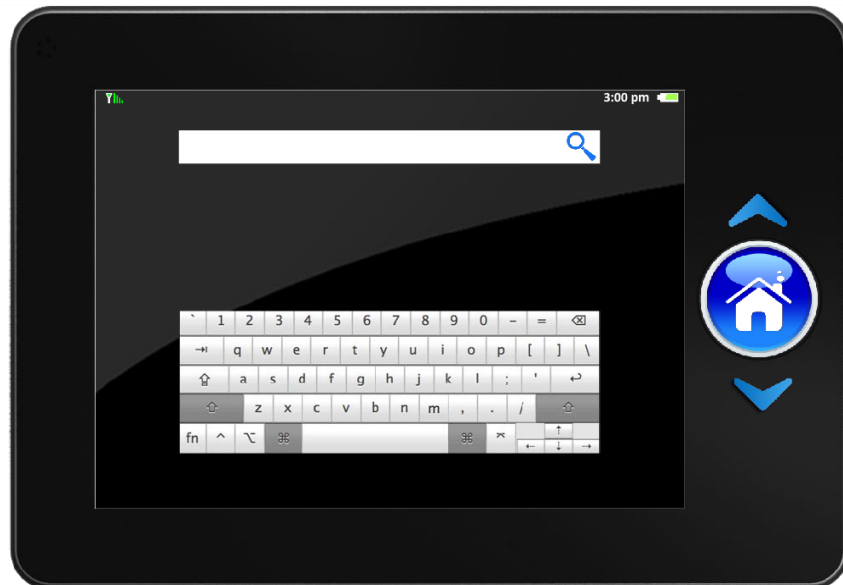 3:00 pm
` 1 2 3 4 5 6 7 8 9 0 - = ⌫
⇥ q w e r t y u i o p [ ] \
⇪ a s d f g h j k l ; ' ↩
⇧ z x c v b n m , . / ⇧
fn ^ ⌥ ⌘ ⌘ ⌤ ← ↑ ↓ →